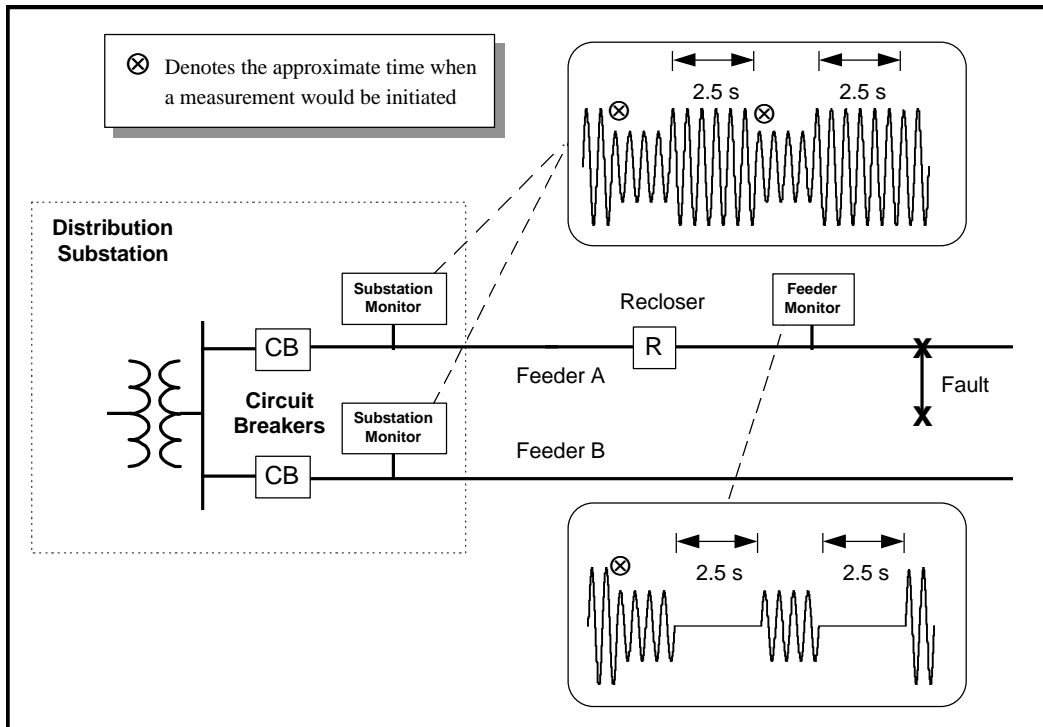 ⊗ Denotes the approximate time when
a measurement would be initiated
2.5 s
2.5 s
⊗
⊗
Distribution
Substation
Substation
Monitor
Recloser
Feeder
Monitor
CB
R
Feeder A
Fault
Circuit
Breakers
Substation
Monitor
Feeder B
CB
2.5 s
2.5 s
⊗